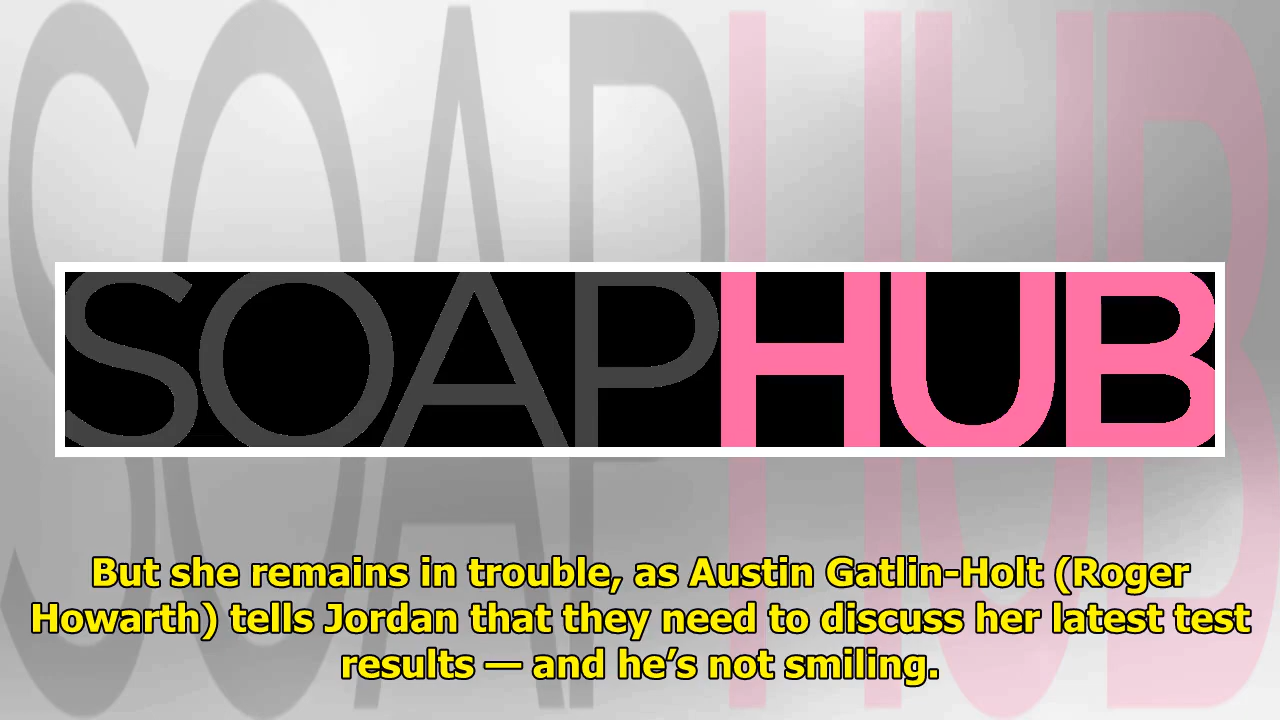 SOAPHUB
SOAPHUB
But she remains in trouble, as Austin Gatlin-Holt (Roger
Howarth) tells Jordan that they need to discuss her latest test
results — and he’s not smiling.